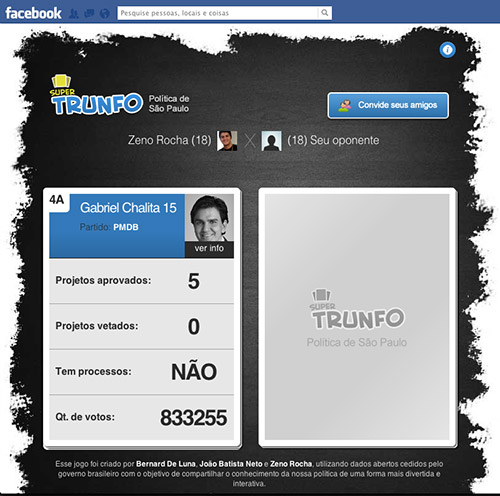 facebook
Pesquise pessoas, locais e coisas
SUPER
TRUNFO
Política de
São Paulo
Convide seus amigos
Zeno Rocha (18) X (18) Seu oponente
4A
Gabriel Chalita 15
Partido: PMDB
ver info
Projetos aprovados: 5
Projetos vetados: 0
Tem processos: NÃO
Qt. de votos: 833255
SUPER
TRUNFO
Política de São Paulo
Esse jogo foi criado por Bernard De Luna, João Batista Neto e Zeno Rocha, utilizando dados abertos cedidos pelo
governo brasileiro com o objetivo de compartilhar o conhecimento da nossa política de uma forma mais divertida e
interativa.